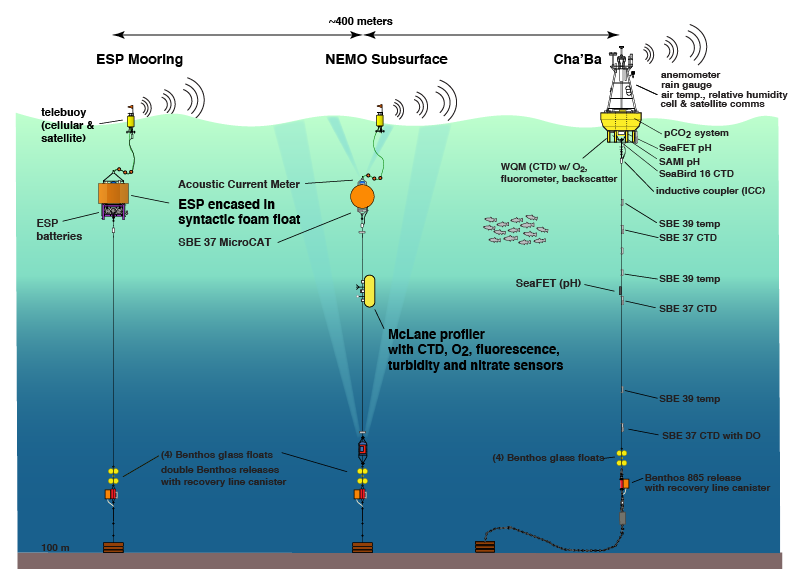 ~400 meters
ESP Mooring
NEMO Subsurface
Cha'Ba
anemometer
rain gauge
air temp., relative humidity
cell & satellite comms
telebuoy
(cellular &
satellite)
pCO2 system
SeaFET pH
SAMI pH
SeaBird 16 CTD
inductive coupler (ICC)
WQM (CTD) w/ O2,
fluorometer, backscatter
Acoustic Current Meter
ESP encased in
syntactic foam float
SBE 37 MicroCAT
ESP
batteries
SBE 39 temp
SBE 37 CTD
SBE 39 temp
SeaFET (pH)
SBE 37 CTD
McLane profiler
with CTD, O2, fluorescence,
turbidity and nitrate sensors
SBE 39 temp
SBE 37 CTD with DO
(4) Benthos glass floats
double Benthos releases
with recovery line canister
(4) Benthos glass floats
Benthos 865 release
with recovery line canister
100 m